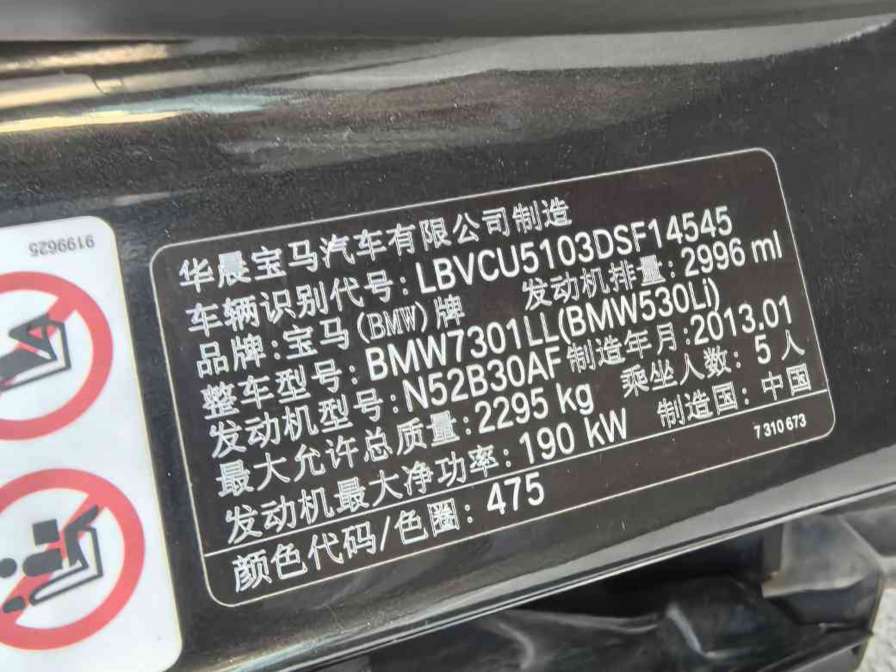 9199625
华晨宝马汽车有限公司制造
车辆识别代号:LBVCU5103DSF14545
品牌:宝马(BMW)牌 发动机排量:2996 ml
整车型号:BMW7301LL(BMW530Li)
发动机型号:N52B30AF 制造年月:2013.01
最大允许总质量:2295 kg 乘坐人数:5 人
发动机最大净功率:190 kW 制造国:中国
7 310 673
颜色代码/色圈:475